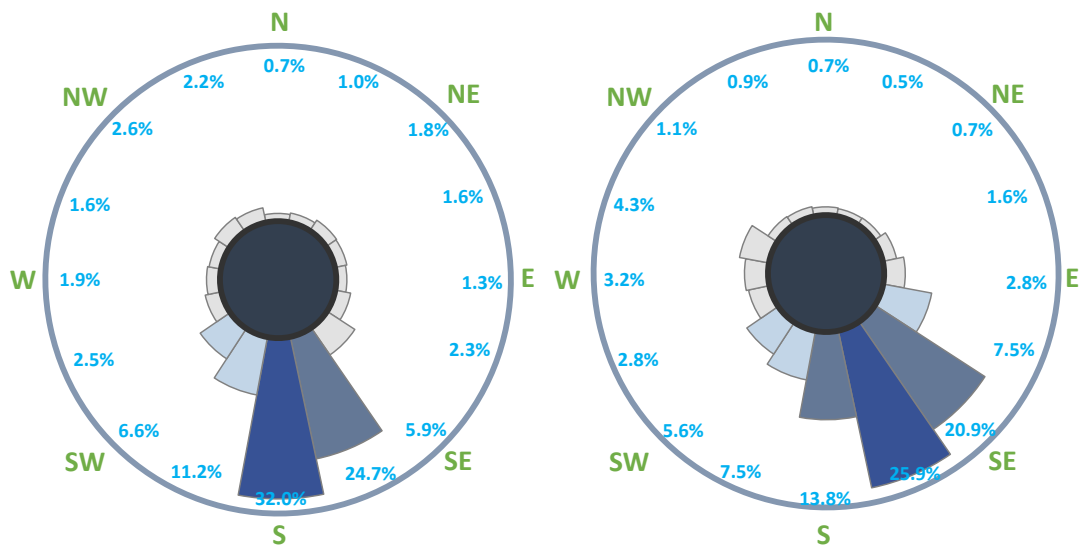 N
0.7%
1.0%
NE
1.8%
1.6%
E
1.3%
2.3%
5.9%
SE
24.7%
32.0%
S
11.2%
SW
6.6%
2.5%
W
1.9%
1.6%
NW
2.6%
2.2%
N
0.7%
0.5%
NE
0.7%
1.6%
E
2.8%
7.5%
20.9%
SE
25.9%
13.8%
S
7.5%
SW
5.6%
2.8%
W
3.2%
4.3%
NW
1.1%
0.9%